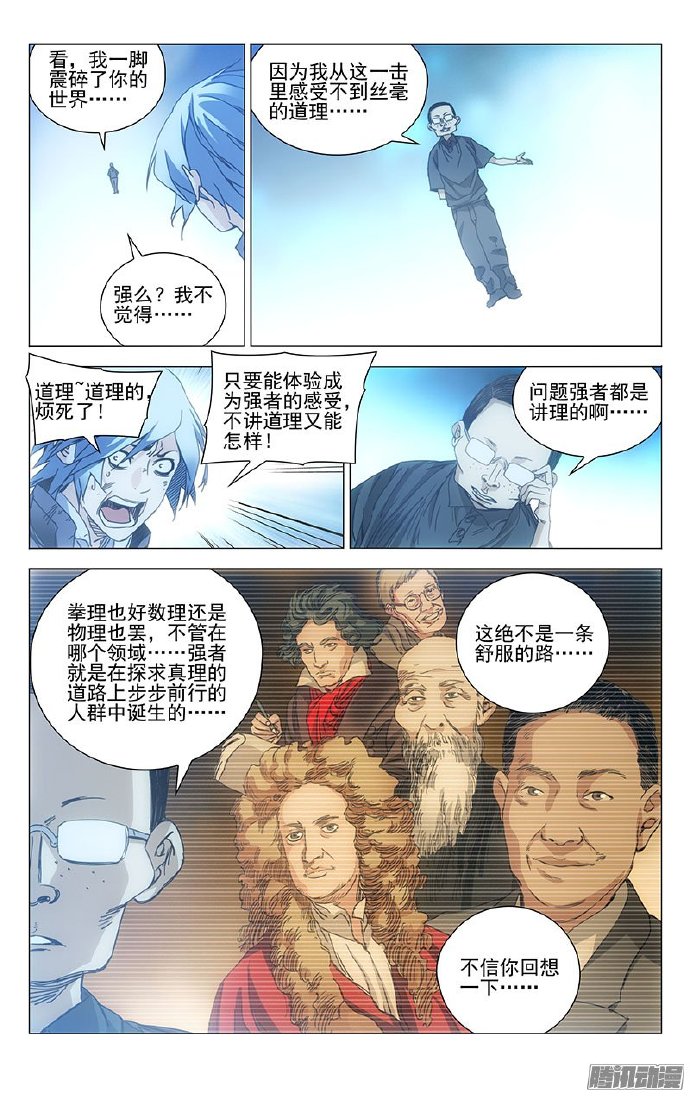 看，我一脚
震碎了你的
世界……
强么？我不
觉得……
因为我从这一击
里感受不到丝毫
的道理……
道理~道理的，
烦死了！
只要能体验成
为强者的感受，
不讲道理又能
怎样！
问题强者都是
讲理的啊……
拳理也好数理还是
物理也罢，不管在
哪个领域……强者
就是在探求真理的
道路上步步前行的
人群中诞生的……
这绝不是一条
舒服的路……
不信你回想
一下……
腾讯动漫